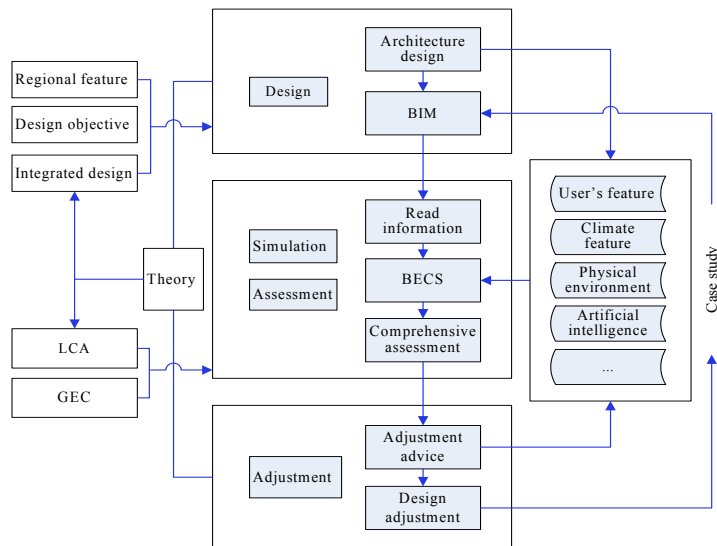 Regional feature
Design objective
Integrated design
Theory
LCA
GEC
Design
Architecture
design
BIM
Simulation
Assessment
Read
information
BECS
Comprehensive
assessment
Adjustment
Adjustment
advice
Design
adjustment
User's feature
Climate
feature
Physical
environment
Artificial
intelligence
...
Case study